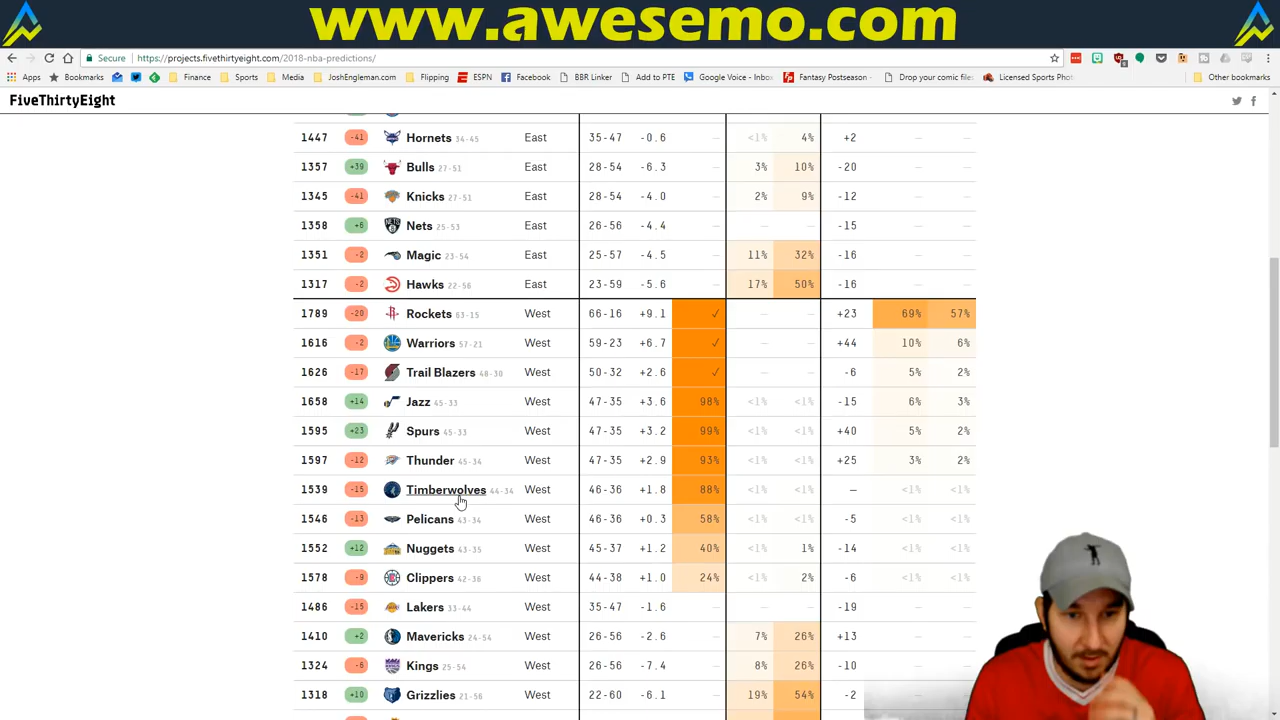 www.awesemo.com
Secure https://projects.fivethirtyeight.com/2018-nba-predictions/
Apps Bookmarks Finance Sports Media JoshEngleman.com Flipping ESPN Facebook BBR Linker Add to PTE Google Voice - Inbox Fantasy Postseason - Drop your comic files Licensed Sports Pho Other bookmarks
FiveThirtyEight
1447 -41 Hornets 34-45 East 35-47 -0.6 — <1% 4% +2 — —
1357 +39 Bulls 27-51 East 28-54 -6.3 — 3% 10% -20 — —
1345 -41 Knicks 27-51 East 28-54 -4.0 — 2% 9% -12 — —
1358 +6 Nets 25-53 East 26-56 -4.4 — — — -15 — —
1351 -2 Magic 23-54 East 25-57 -4.5 — 11% 32% -16 — —
1317 -2 Hawks 22-56 East 23-59 -5.6 — 17% 50% -16 — —
1789 -20 Rockets 63-15 West 66-16 +9.1 ✓ — — +23 69% 57%
1616 -2 Warriors 57-21 West 59-23 +6.7 ✓ — — +44 10% 6%
1626 -17 Trail Blazers 48-30 West 50-32 +2.6 ✓ — — -6 5% 2%
1658 +14 Jazz 45-33 West 47-35 +3.6 98% <1% <1% -15 6% 3%
1595 +23 Spurs 45-33 West 47-35 +3.2 99% <1% <1% +40 5% 2%
1597 -12 Thunder 45-34 West 47-35 +2.9 93% <1% <1% +25 3% 2%
1539 -15 Timberwolves 44-34 West 46-36 +1.8 88% <1% <1% — <1% <1%
1546 -13 Pelicans 43-34 West 46-36 +0.3 58% <1% <1% -5 <1% <1%
1552 +12 Nuggets 43-35 West 45-37 +1.2 40% <1% 1% -14 <1% <1%
1578 -9 Clippers 42-36 West 44-38 +1.0 24% <1% 2% -6 <1% <1%
1486 -15 Lakers 33-44 West 35-47 -1.6 — — — -19 — —
1410 +2 Mavericks 24-54 West 26-56 -2.6 — 7% 26% +13 — —
1324 -6 Kings 25-54 West 26-56 -7.4 — 8% 26% -10 — —
1318 +10 Grizzlies 21-56 West 22-60 -6.1 — 19% 54% -2 — —